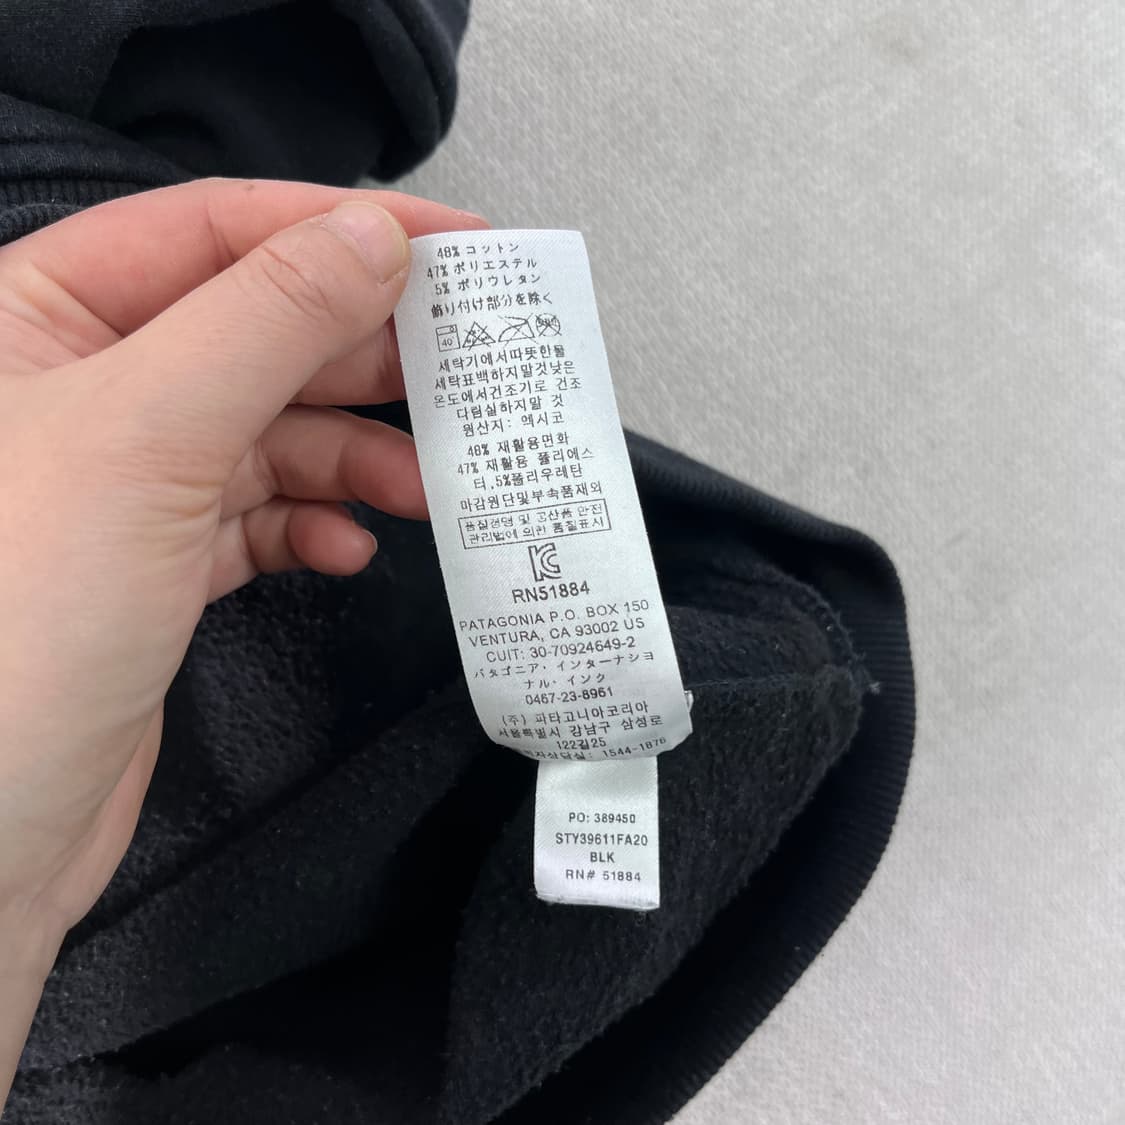 48% コットン
47% ポリエステル
5% ポリウレタン
飾り付け部分を除く
40
세탁기에서따뜻한물
세탁표백하지말것낮은
온도에서건조기로 건조
다림실하지말 것
원산지: 멕시코
48% 재활용면화
47% 재활용 폴리에스
터,5%폴리우레탄
마감원단및부속품재외
품질경영 및 공산품 안전
관리법에 의한 품질표시
RN51884
PATAGONIA P.O. BOX 150
VENTURA, CA 93002 US
CUIT: 30-70924649-2
パタゴニア・インターナショ
ナル・インク
0467-23-8961
(주) 파타고니아코리아
서울특별시 강남구 삼성로
122길25
자상담실: 1544-1876
PO: 389450
STY39611FA20
BLK
RN# 51884